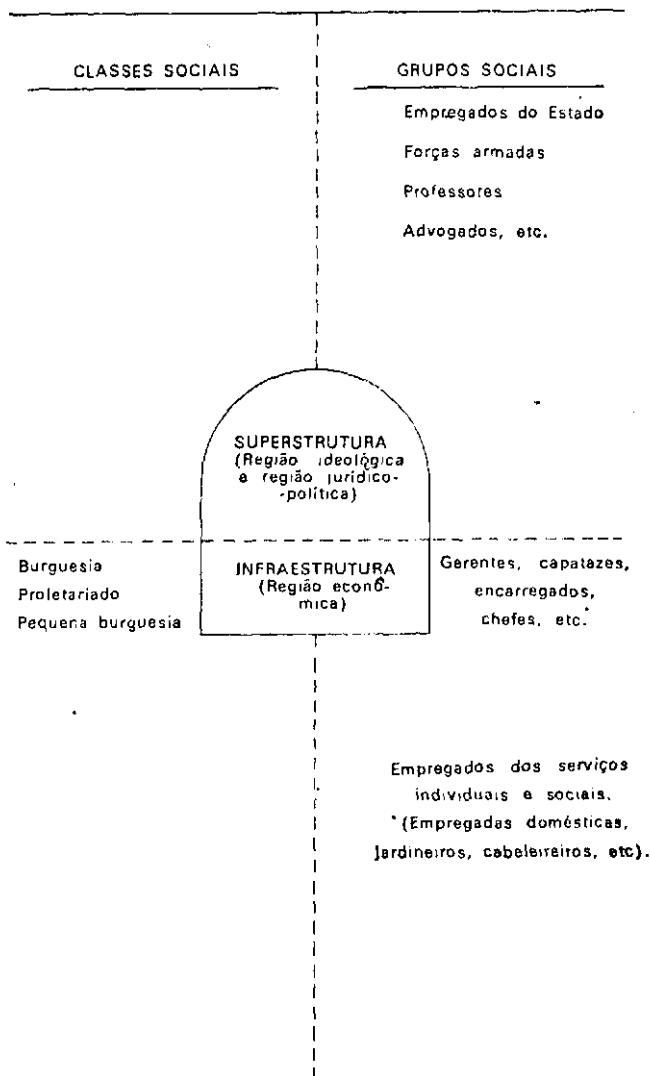 CLASSES SOCIAIS
GRUPOS SOCIAIS
Empregados do Estado
Forças armadas
Professores
Advogados, etc.
SUPERSTRUTURA
(Região ideológica
e região jurídico-
-política)
Burguesia
Proletariado
Pequena burguesia
INFRAESTRUTURA
(Região econô-
mica)
Gerentes, capatazes,
encarregados,
chefes, etc.
Empregados dos serviços
individuais e sociais.
(Empregadas domésticas,
jardineiros, cabeleireiros, etc).